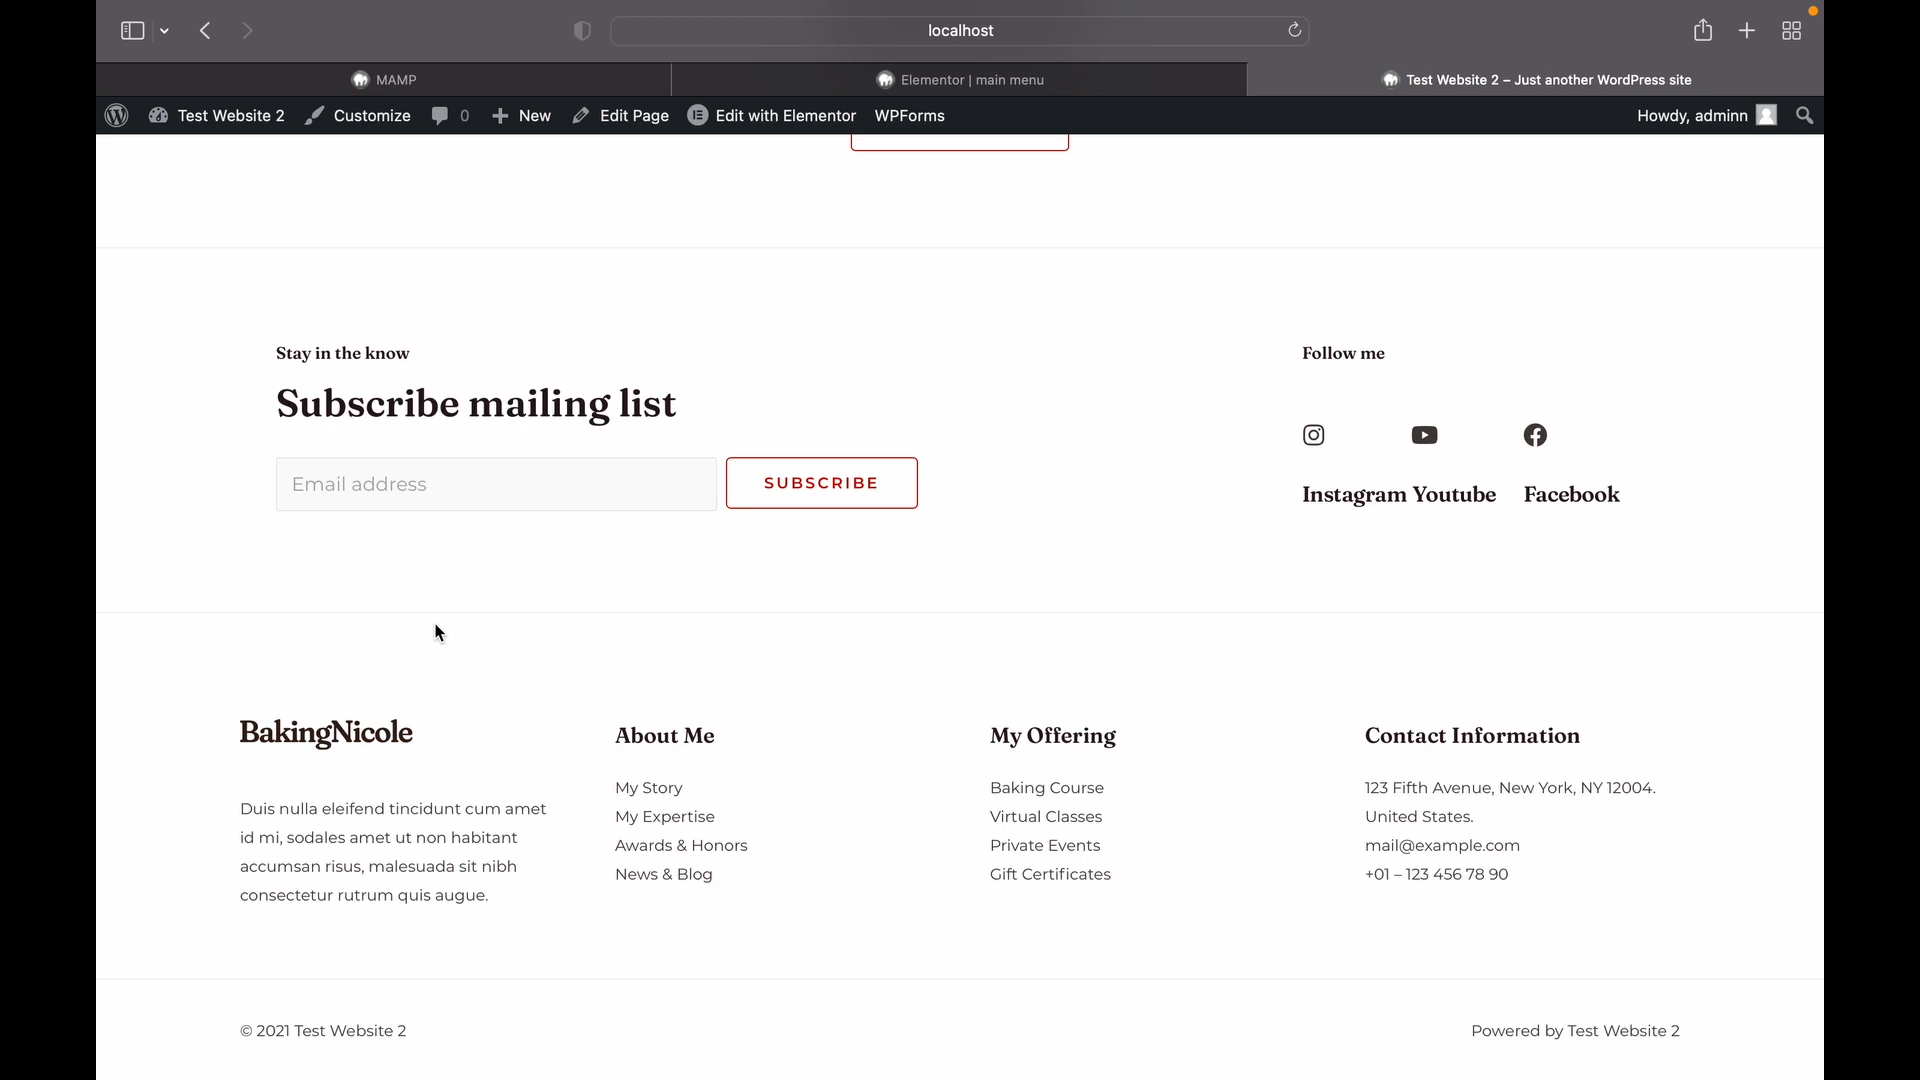 localhost
MAMP
Elementor | main menu
Test Website 2 – Just another WordPress site
Test Website 2 Customize 0 New Edit Page Edit with Elementor WPForms Howdy, adminn
Stay in the know
Subscribe mailing list
Email address
SUBSCRIBE
Follow me
Instagram Youtube Facebook
BakingNicole
Duis nulla eleifend tincidunt cum amet
id mi, sodales amet ut non habitant
accumsan risus, malesuada sit nibh
consectetur rutrum quis augue.
About Me
My Story
My Expertise
Awards & Honors
News & Blog
My Offering
Baking Course
Virtual Classes
Private Events
Gift Certificates
Contact Information
123 Fifth Avenue, New York, NY 12004.
United States.
mail@example.com
+01 – 123 456 78 90
© 2021 Test Website 2
Powered by Test Website 2